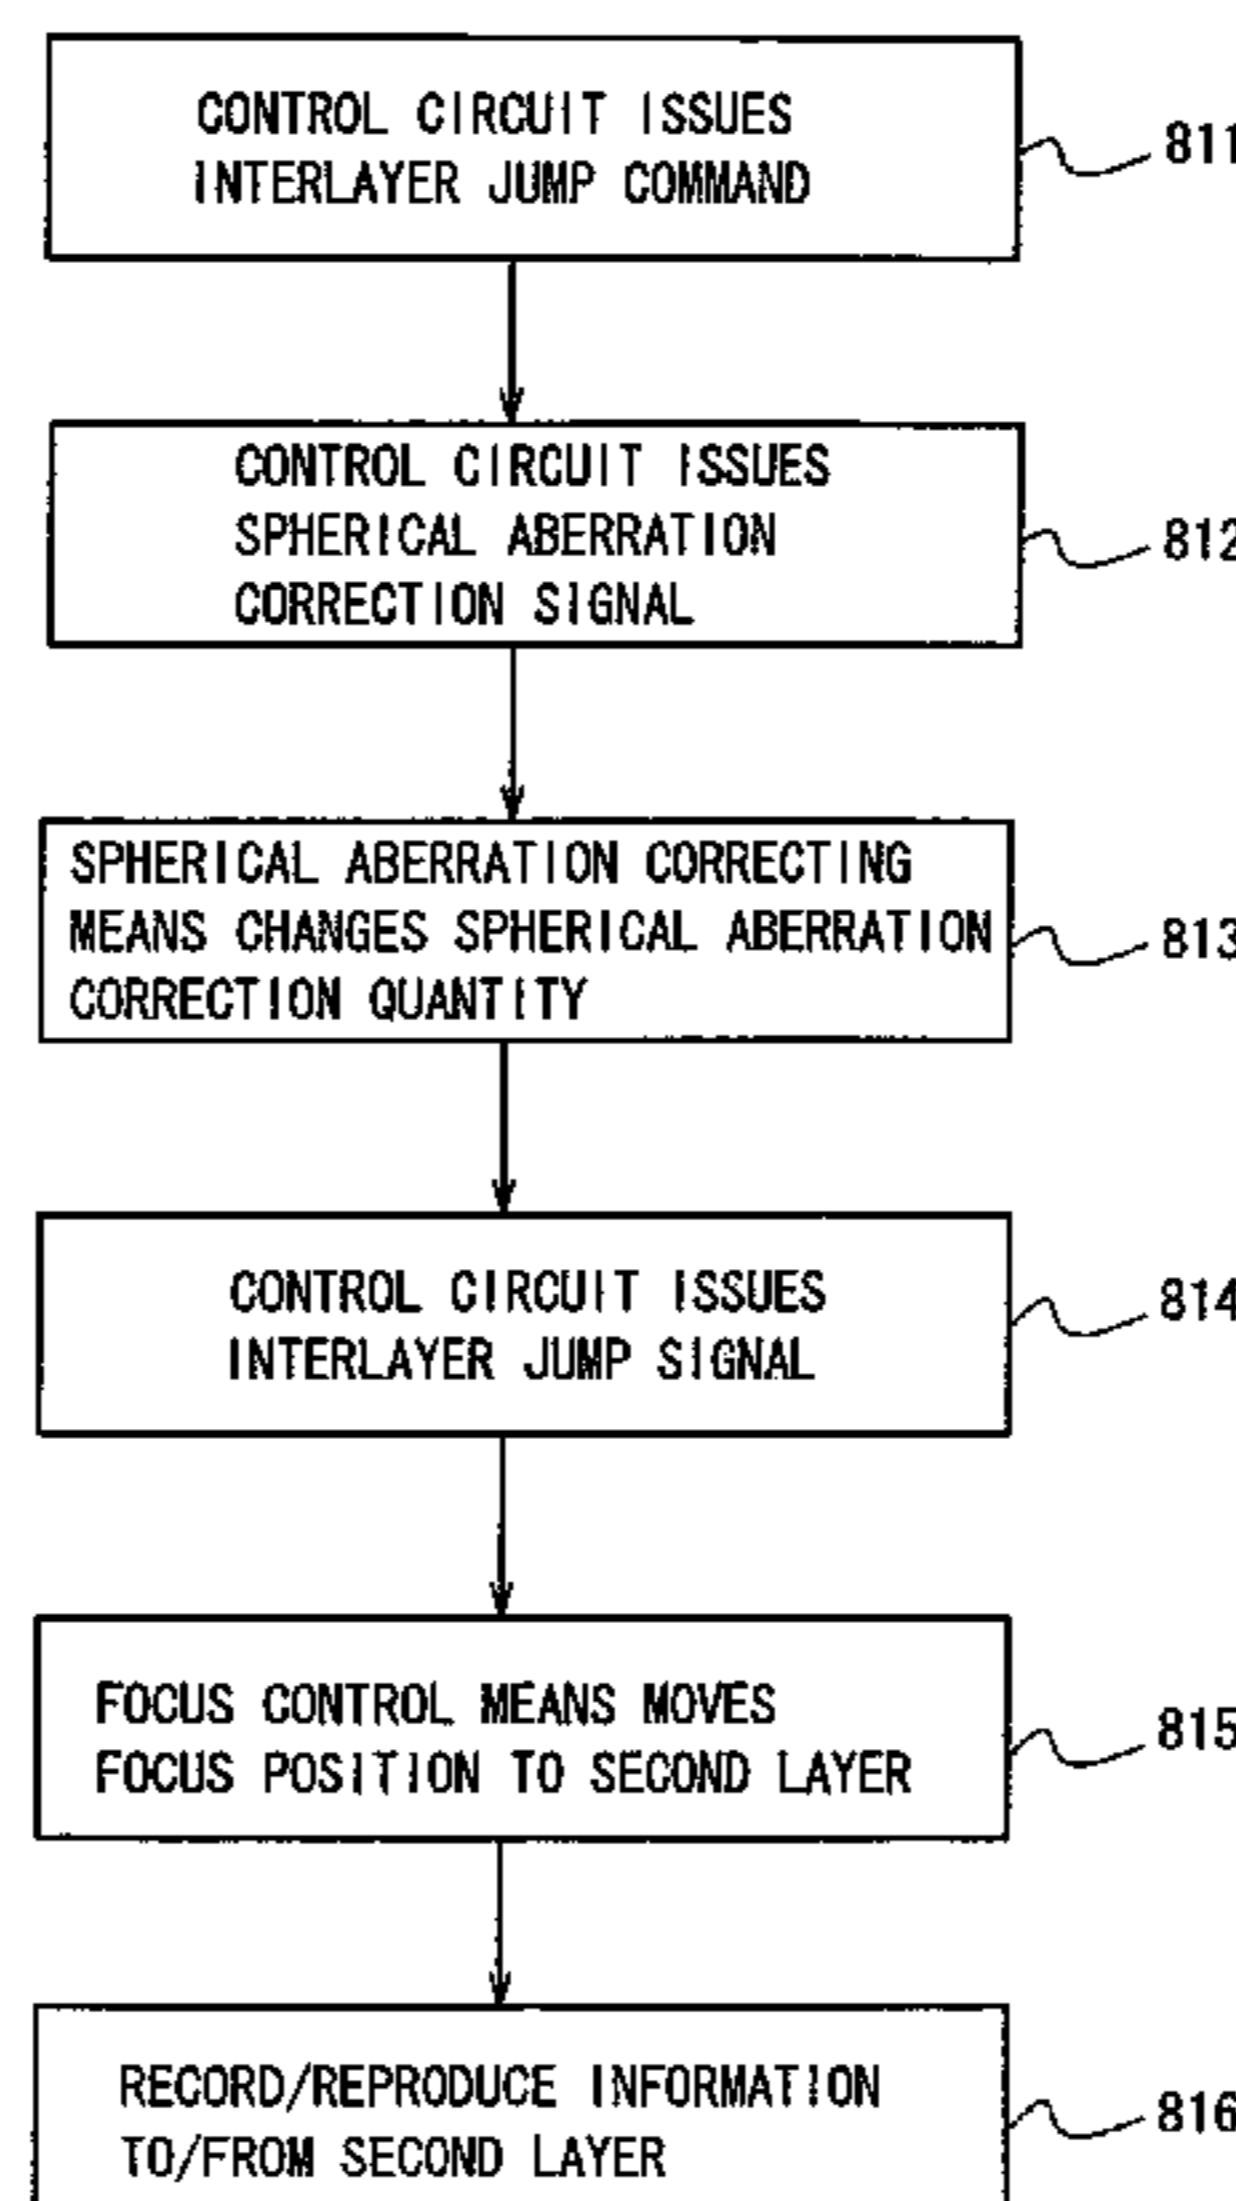 CONTROL CIRCUIT ISSUES
INTERLAYER JUMP COMMAND
811
CONTROL CIRCUIT ISSUES
SPHERICAL ABERRATION
CORRECTION SIGNAL
812
SPHERICAL ABERRATION CORRECTING
MEANS CHANGES SPHERICAL ABERRATION
CORRECTION QUANTITY
813
CONTROL CIRCUIT ISSUES
INTERLAYER JUMP SIGNAL
814
FOCUS CONTROL MEANS MOVES
FOCUS POSITION TO SECOND LAYER
815
RECORD/REPRODUCE INFORMATION
TO/FROM SECOND LAYER
816